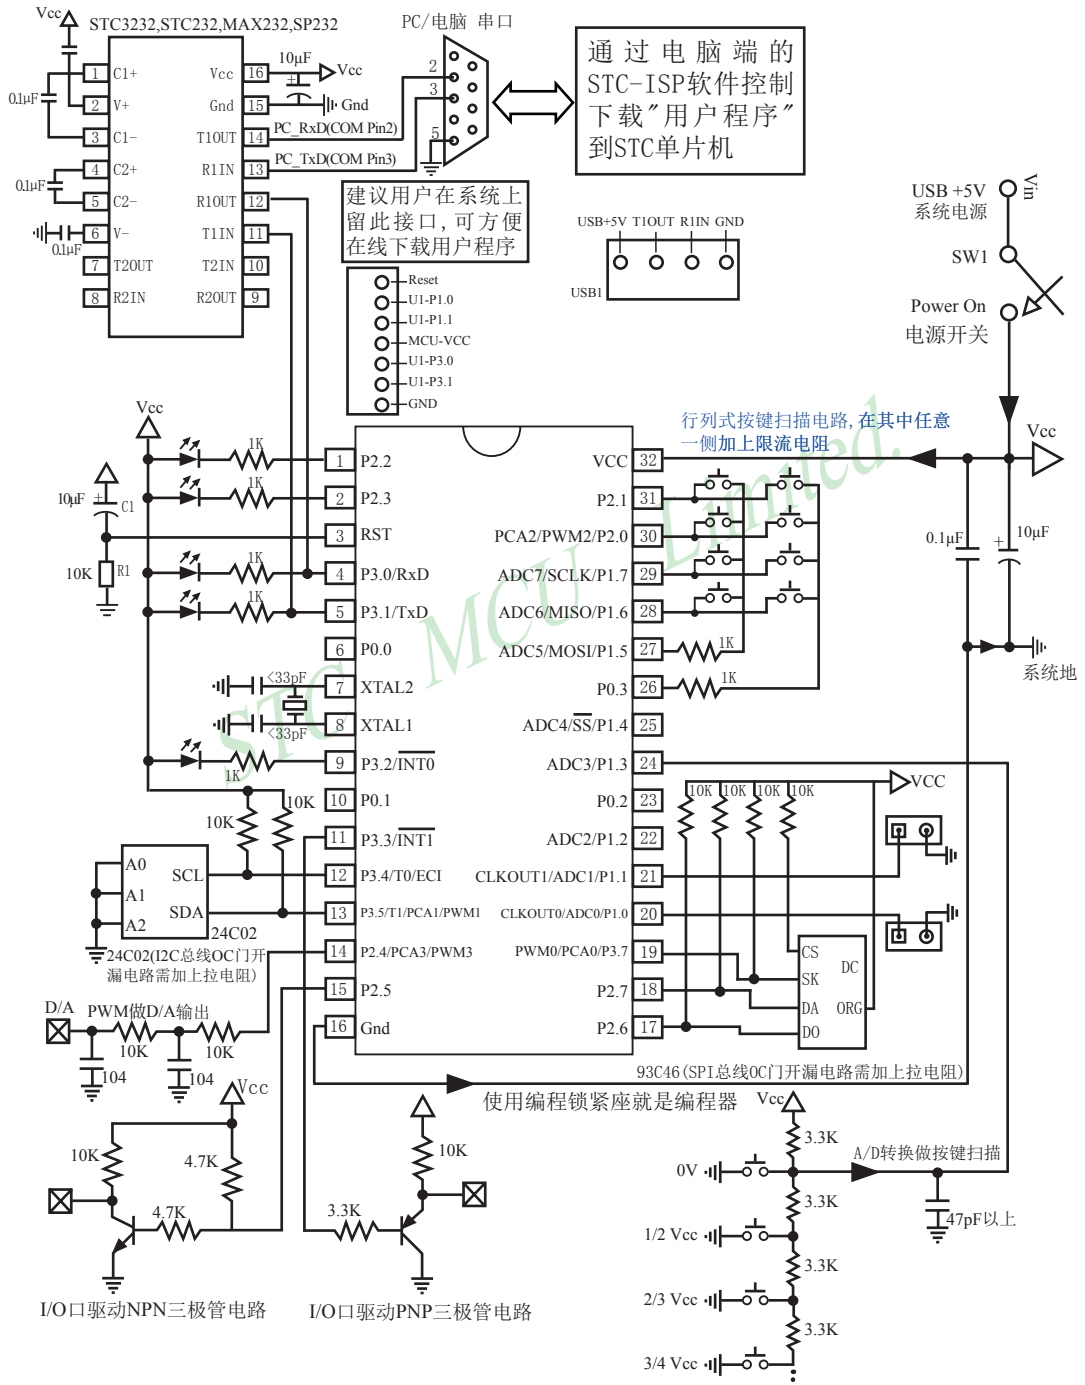 Vcc
STC3232,STC232,MAX232,SP232
PC/电脑 串口
1 C1+ Vcc 16
2 V+ Gnd 15
3 C1- T1OUT 14
4 C2+ R1IN 13
5 C2- R1OUT 12
6 V- T1IN 11
7 T2OUT T2IN 10
8 R2IN R2OUT 9
0.1μF
0.1μF
0.1μF
10μF
+
Vcc
Gnd
PC_RxD(COM Pin2)
PC_TxD(COM Pin3)
2
3
5
通过电脑端的
STC-ISP软件控制
下载"用户程序"
到STC单片机
建议用户在系统上
留此接口,可方便
在线下载用户程序
Reset
U1-P1.0
U1-P1.1
MCU-VCC
U1-P3.0
U1-P3.1
GND
USB+5V T1OUT R1IN GND
USB1
USB +5V
系统电源
Vin
SW1
Power On
电源开关
行列式按键扫描电路,在其中任意
一侧加上限流电阻
Vcc
0.1μF
+
10μF
系统地
Vcc
10μF
+
C1
10K
R1
1K
1K
1K
1K
<33pF
<33pF
1K
10K
10K
1 P2.2
2 P2.3
3 RST
4 P3.0/RxD
5 P3.1/TxD
6 P0.0
7 XTAL2
8 XTAL1
9 P3.2/INT0
10 P0.1
11 P3.3/INT1
12 P3.4/T0/ECI
13 P3.5/T1/PCA1/PWM1
14 P2.4/PCA3/PWM3
15 P2.5
16 Gnd
VCC 32
P2.1 31
PCA2/PWM2/P2.0 30
ADC7/SCLK/P1.7 29
ADC6/MISO/P1.6 28
ADC5/MOSI/P1.5 27
P0.3 26
ADC4/SS/P1.4 25
ADC3/P1.3 24
P0.2 23
ADC2/P1.2 22
CLKOUT1/ADC1/P1.1 21
CLKOUT0/ADC0/P1.0 20
PWM0/PCA0/P3.7 19
P2.7 18
P2.6 17
STC MCU Limited.
1K
1K
10K 10K 10K 10K
VCC
CS
SK
DA
DO
DC
ORG
93C46(SPI总线OC门开漏电路需加上拉电阻)
A0
A1
A2
SCL
SDA
24C02
24C02(I2C总线OC门开
漏电路需加上拉电阻)
D/A
PWM做D/A输出
10K
10K
104
104
使用编程锁紧座就是编程器
Vcc
10K
4.7K
4.7K
I/O口驱动NPN三极管电路
10K
3.3K
I/O口驱动PNP三极管电路
Vcc
3.3K
0V
A/D转换做按键扫描
3.3K
47pF以上
1/2 Vcc
3.3K
2/3 Vcc
3.3K
3/4 Vcc